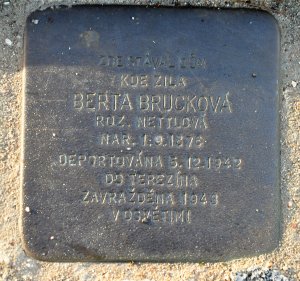 ZDE STÁVAL DŮM
KDE ŽILA
BERTA BRUCKOVÁ
ROZ. NETTLOVÁ
NAR. 1.9.1873
DEPORTOVÁNA 5.12.1942
DO TEREZÍNA
ZAVRAŽDĚNA 1943
V OSVĚTIMI